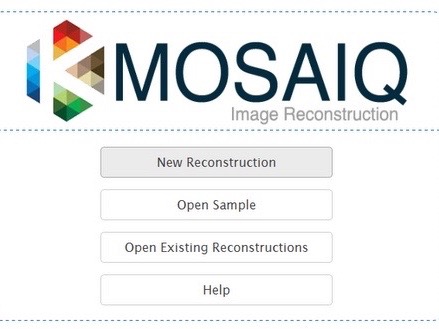 MOSAIQ
Image Reconstruction
New Reconstruction
Open Sample
Open Existing Reconstructions
Help